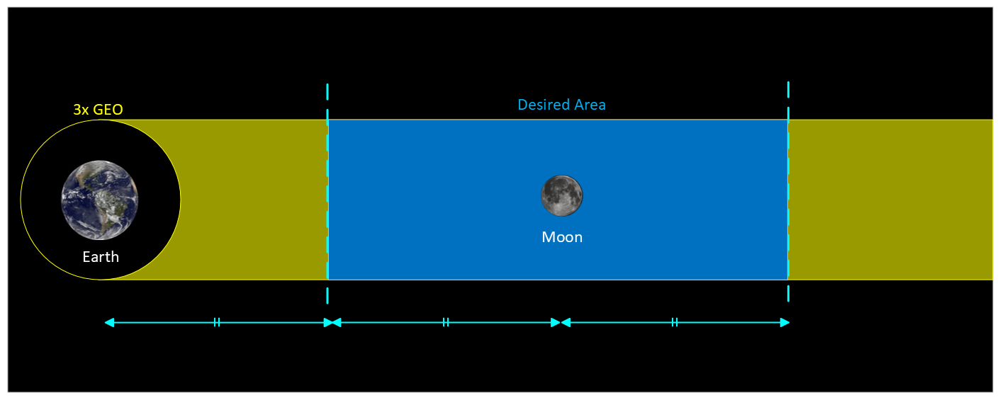 3x GEO
Desired Area
Earth
Moon